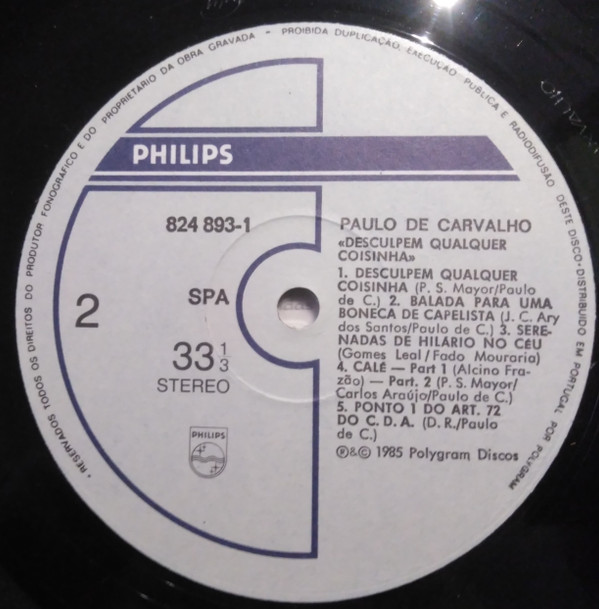 RESERVADOS TODOS OS DIREITOS DO PRODUTOR FONOGRAFICO E DO PROPRIETARIO DA OBRA GRAVADA - PROIBIDA DUPLICAÇÃO, EXECUÇÃO PUBLICA E RADIODIFUSÃO DESTE DISCO • DISTRIBUIDO EM PORTUGAL POR POLYGRAM •
PHILIPS
824 893-1
SPA
2
33 1/3
STEREO
PHILIPS
PAULO DE CARVALHO
«DESCULPEM QUALQUER
COISINHA»
1. DESCULPEM QUALQUER
COISINHA (P. S. Mayor/Paulo
de C.) 2. BALADA PARA UMA
BONECA DE CAPELISTA (J. C. Ary
dos Santos/Paulo de C.) 3. SERE-
NADAS DE HILARIO NO CÉU
(Gomes Leal/Fado Mouraria)
4. CALÉ — Part 1 (Alcino Fra-
zão) — Part. 2 (P. S. Mayor/
Carlos Araújo/Paulo de C.)
5. PONTO 1 DO ART. 72
DO C. D. A. (D. R./Paulo
de C.)
℗&© 1985 Polygram Discos